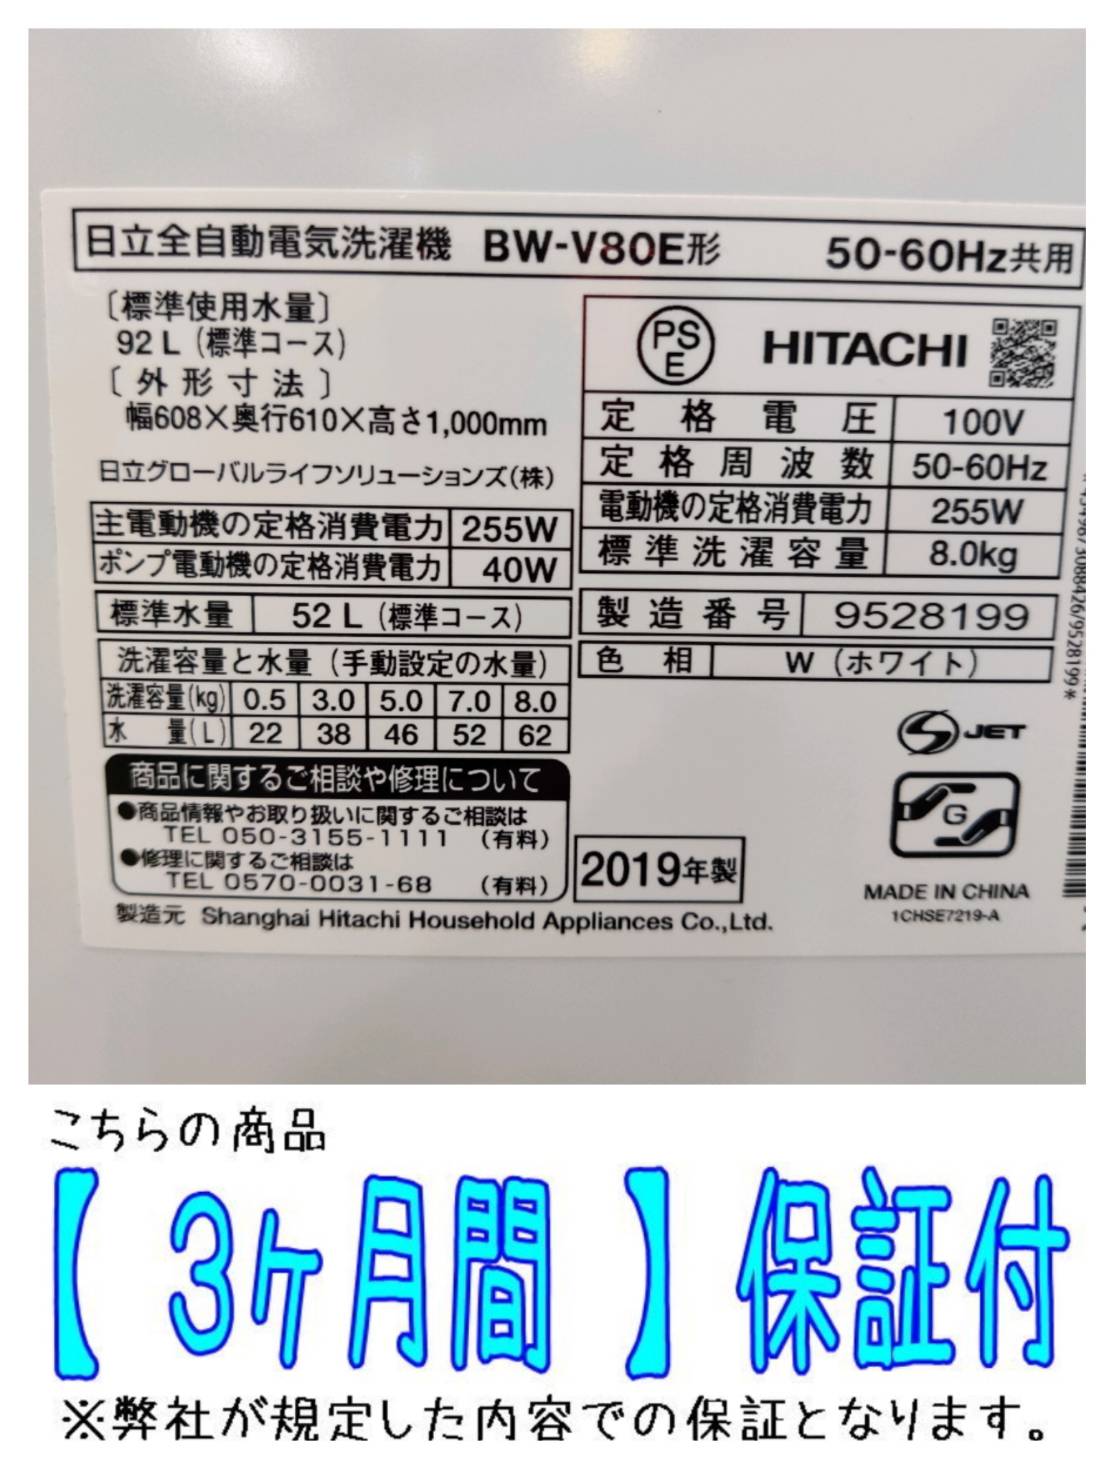 日立全自動電気洗濯機 BW-V80E形 50-60Hz共用
〔標準使用水量〕
92L(標準コース)
〔外形寸法〕
幅608×奥行610×高さ1,000mm
日立グローバルライフソリューションズ(株)
主電動機の定格消費電力 255W
ポンプ電動機の定格消費電力 40W
標準水量 52L(標準コース)
洗濯容量と水量(手動設定の水量)
洗濯容量(kg) 0.5 3.0 5.0 7.0 8.0
水量(L) 22 38 46 52 62
商品に関するご相談や修理について
●商品情報やお取り扱いに関するご相談は
TEL 050-3155-1111 (有料)
●修理に関するご相談は
TEL 0570-0031-68 (有料)
製造元 Shanghai Hitachi Household Appliances Co.,Ltd.
PSE HITACHI
定格電圧 100V
定格周波数 50-60Hz
電動機の定格消費電力 255W
標準洗濯容量 8.0kg
製造番号 9528199
色相 W(ホワイト)
S JET
G
2019年製
MADE IN CHINA
1CHSE7219-A
こちらの商品
【3ヶ月間】保証付
※弊社が規定した内容での保証となります。